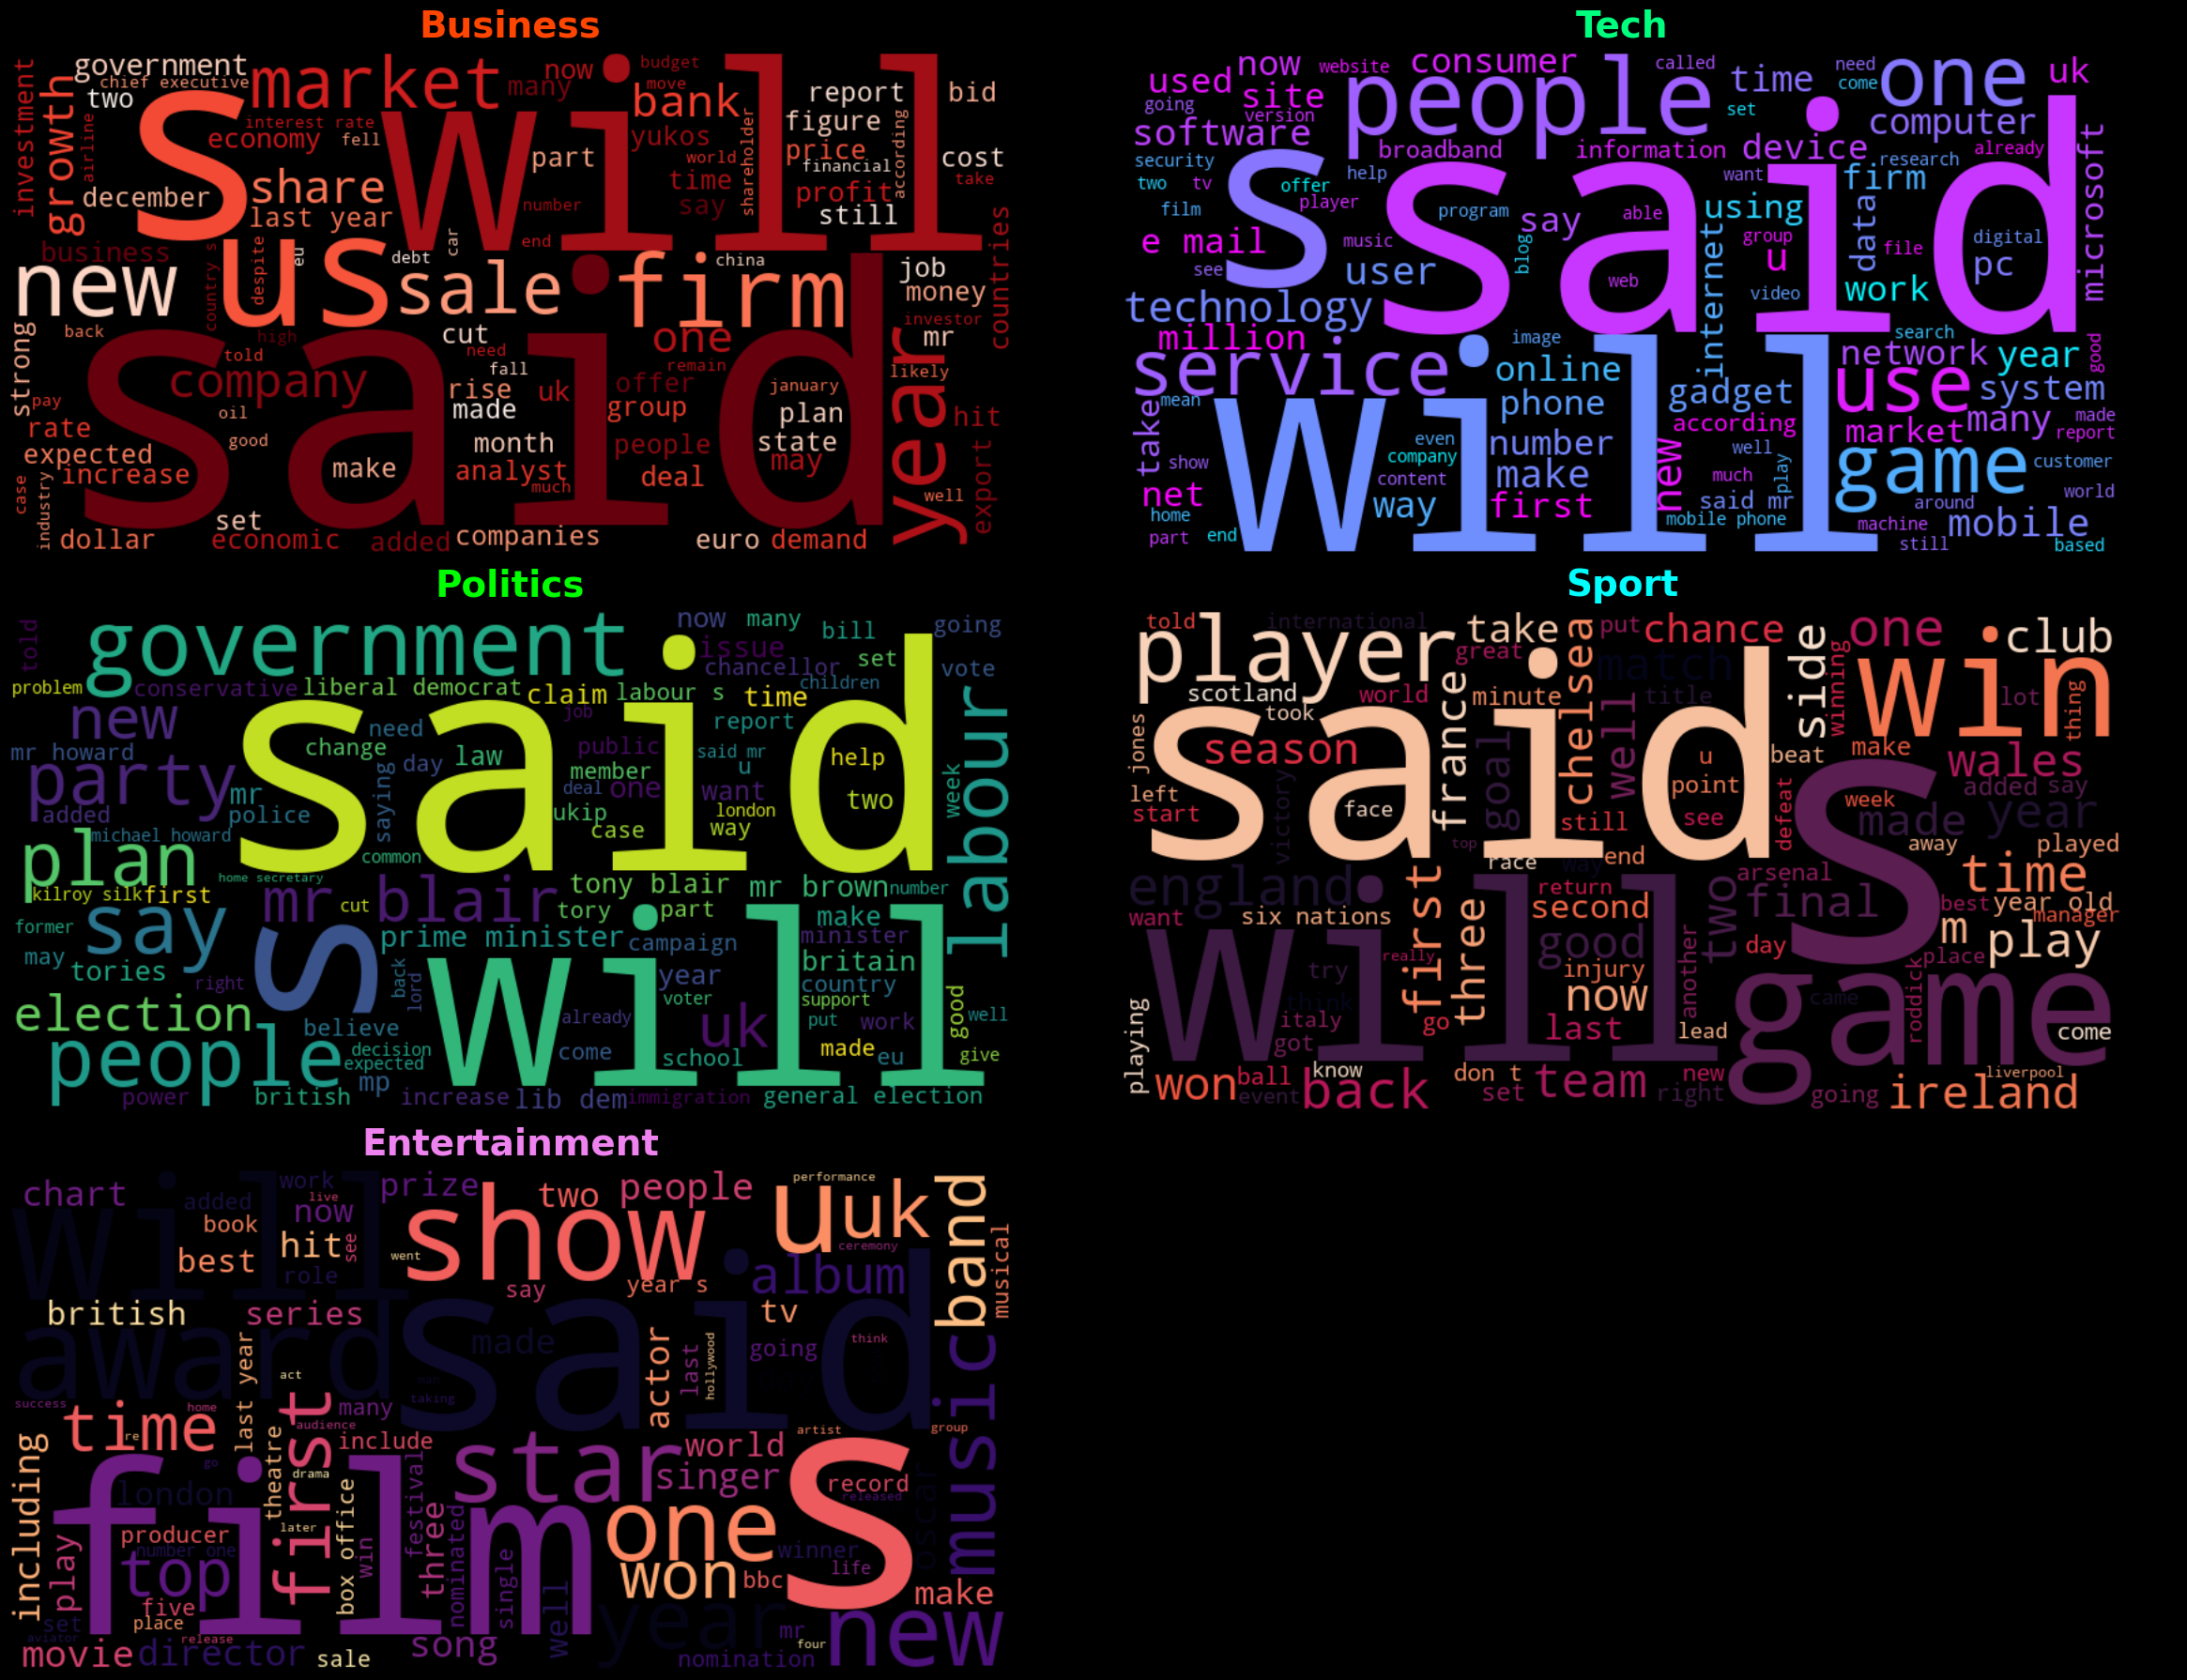 Business
government
chief executive
two
investment
growth
airline
december
s
market
interest rate
economy
fell
share
last year
many
now
budget
move
bank
yukos
world
time
say
shareholder
report
figure
price
financial
profit
according
still
bid
cost
take
will
part
number
end
business
new
country s
despite
eu
us
debt
car
sale
firm
china
job
money
investor
countries
mr
likely
strong
back
high
told
company
cut
need
fall
rise
made
uk
one
remain
offer
group
people
january
plan
state
may
said
year
hit
export
well
pay
rate
expected
increase
case
industry
oil
good
make
month
analyst
much
deal
set
dollar
economic
added
companies
euro
demand
Tech
now
website
consumer
called
time
need
come
one
uk
used
going
site
version
software
people
set
computer
security
two
tv
film
offer
player
help
broadband
information
device
research
already
want
firm
microsoft
s
said
program
say
able
using
group
u
data
file
digital
pc
e mail
see
music
user
blog
web
video
internet
work
technology
million
image
search
service
online
network
year
good
mean
take
phone
gadget
use
system
according
market
many
made
report
will
even
company
content
number
make
well
much
play
game
customer
world
show
net
home
part
end
way
first
new
said mr
mobile phone
around
machine
mobile
still
based
Politics
told
government
now
many
bill
going
issue
chancellor
set
vote
problem
conservative
liberal democrat
claim
labour s
time
children
new
job
report
mr howard
need
change
law
public
said mr
u
help
party
mr
day
member
deal
one
want
two
week
added
police
saying
said
ukip
london
case
way
labour
michael howard
plan
common
home secretary
kilroy silk
first
mr blair
cut
tony blair
mr brown
number
tory
part
make
say
former
may
tories
right
s
prime minister
campaign
minister
britain
country
back
lord
year
voter
support
put
work
good
well
election
believe
already
uk
people
decision
expected
mp
come
school
made
eu
give
will
power
british
increase
lib dem
immigration
general election
Sport
told
international
player
take
put
chance
one
club
great
match
side
win
winning
scotland
world
minute
title
lot
thing
took
france
chelsea
well
jones
season
goal
u
beat
make
wales
left
start
victory
face
point
see
still
defeat
week
added
say
said
top
made
year
s
away
played
england
race
way
end
arsenal
time
want
six nations
first
return
second
two
final
best
year old
manager
three
good
m
play
day
will
really
try
injury
another
place
think
now
roddick
came
playing
italy
got
go
last
lead
game
come
won
ball
event
know
back
don t
set
team
new
right
going
liverpool
ireland
Entertainment
chart
work
prize
two
people
performance
added
live
now
book
show
u
uk
band
hit
see
best
role
went
ceremony
will
say
year s
album
musical
british
series
tv
award
made
said
actor
last
hollywood
going
think
last year
act
man
taking
success
home
many
time
re
first
audience
include
artist
group
music
including
theatre
go
drama
star
world
singer
s
record
released
london
festival
three
nominated
film
box office
producer
number one
later
win
one
winner
oscar
play
top
single
won
bbc
life
make
five
set
place
well
year
new
aviator
release
movie
director
sale
song
nomination
mr
four